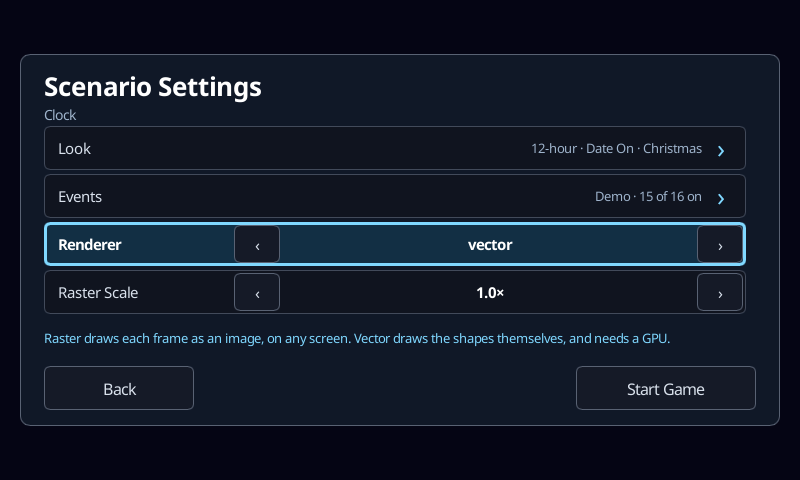 Scenario Settings
Clock
Look 12-hour · Date On · Christmas ›
Events Demo · 15 of 16 on ›
Renderer ‹ vector ›
Raster Scale ‹ 1.0× ›
Raster draws each frame as an image, on any screen. Vector draws the shapes themselves, and needs a GPU.
Back Start Game